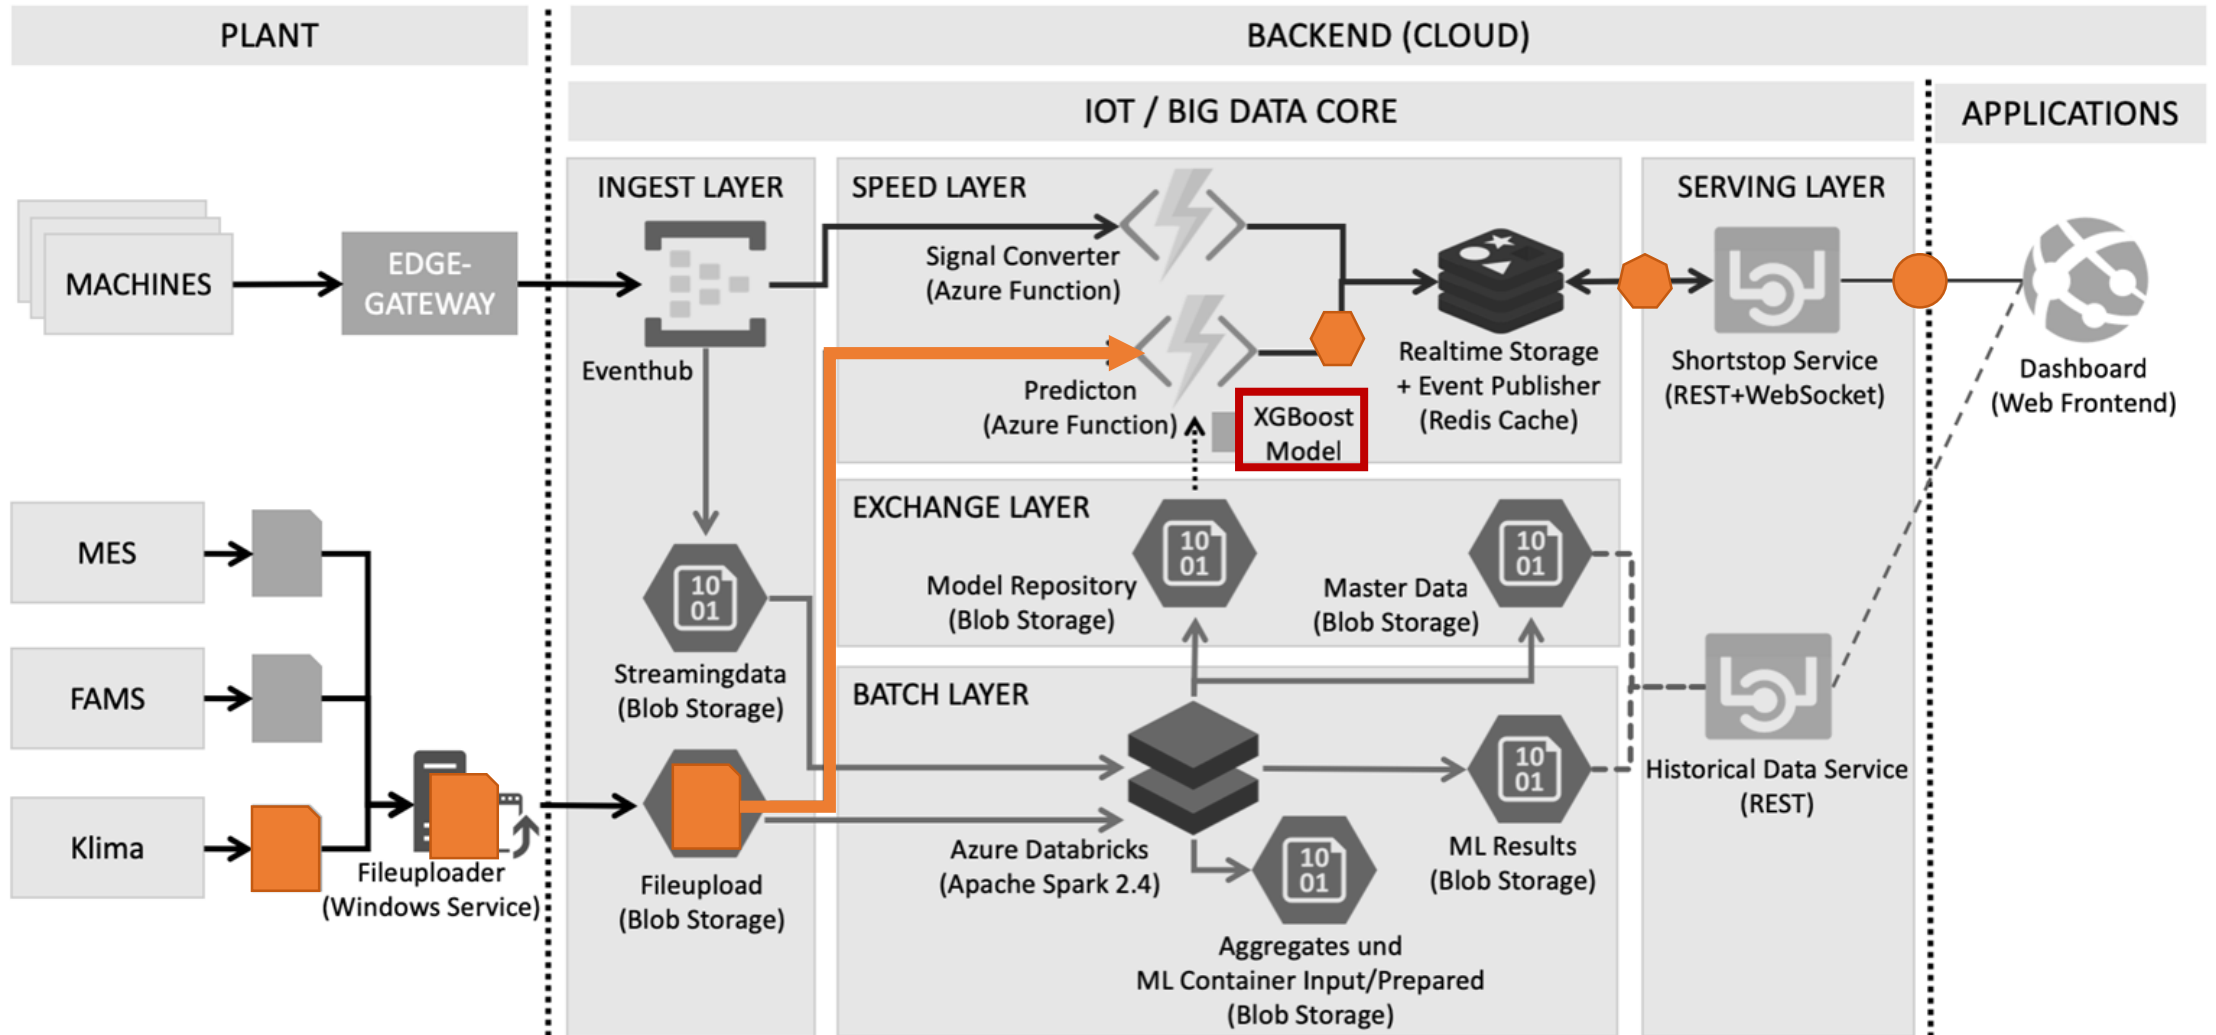 PLANT
BACKEND (CLOUD)
IOT / BIG DATA CORE
APPLICATIONS
INGEST LAYER
SPEED LAYER
SERVING LAYER
MACHINES
EDGE-
GATEWAY
Eventhub
Signal Converter
(Azure Function)
Predicton
(Azure Function)
XGBoost
Model
Realtime Storage
+ Event Publisher
(Redis Cache)
Shortstop Service
(REST+WebSocket)
Dashboard
(Web Frontend)
EXCHANGE LAYER
MES
10
01
Model Repository
(Blob Storage)
10
01
Master Data
(Blob Storage)
10
01
Streamingdata
(Blob Storage)
FAMS
BATCH LAYER
Klima
Fileuploader
(Windows Service)
Fileupload
(Blob Storage)
Azure Databricks
(Apache Spark 2.4)
10
01
ML Results
(Blob Storage)
Historical Data Service
(REST)
10
01
Aggregates und
ML Container Input/Prepared
(Blob Storage)